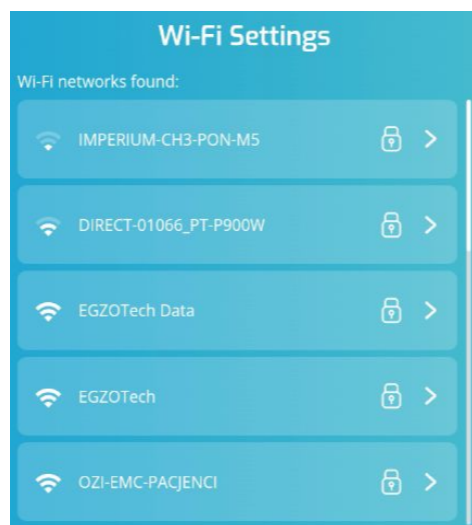 Wi-Fi Settings
Wi-Fi networks found:
IMPERIUM-CH3-PON-M5
DIRECT-01066_PT-P900W
EGZOTech Data
EGZOTech
OZI-EMC-PACJENCI